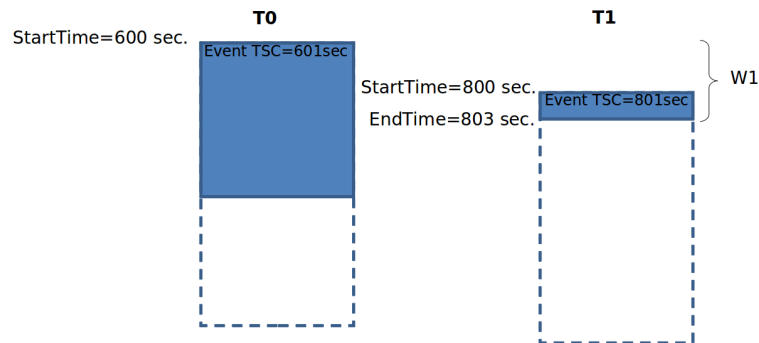 T0
T1
StartTime=600 sec.
Event TSC=601sec
W1
StartTime=800 sec.
Event TSC=801sec
EndTime=803 sec.